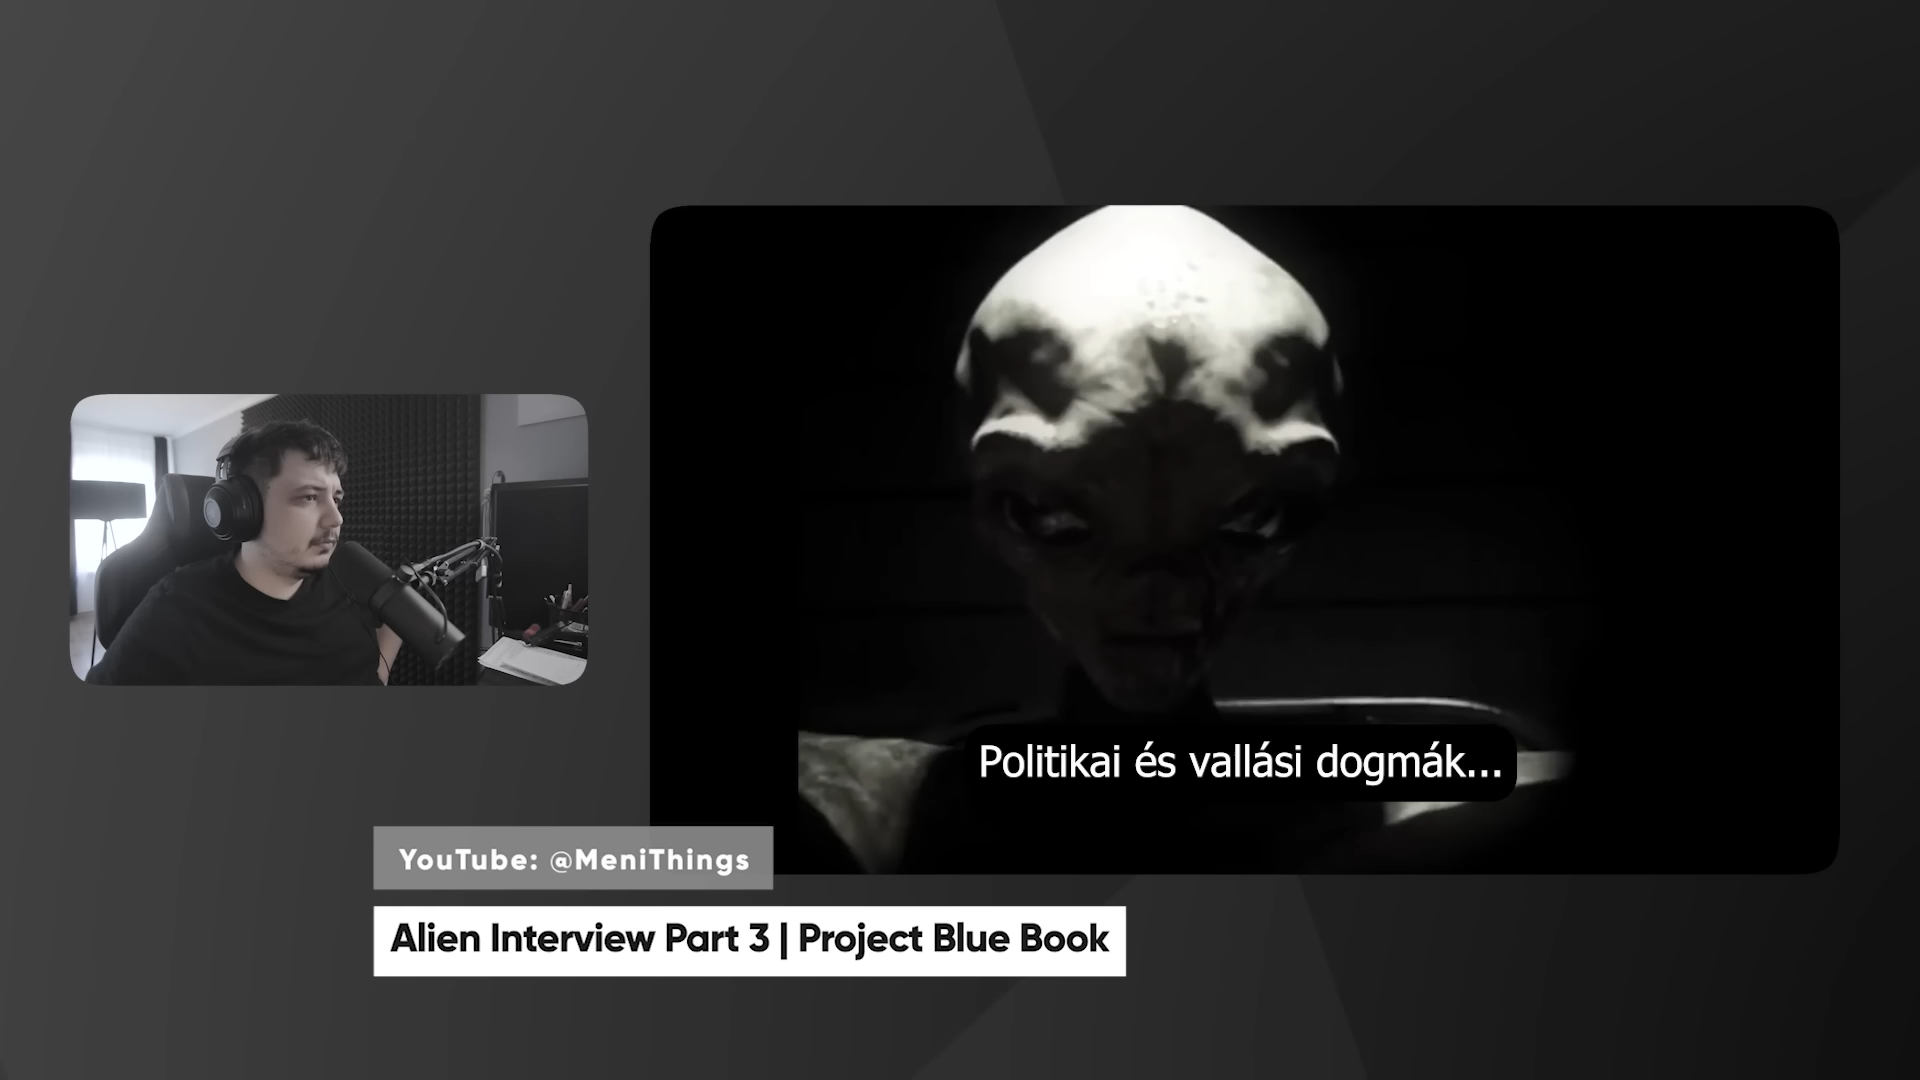 Politikai és vallási dogmák...
YouTube: @MeniThings
Alien Interview Part 3 | Project Blue Book